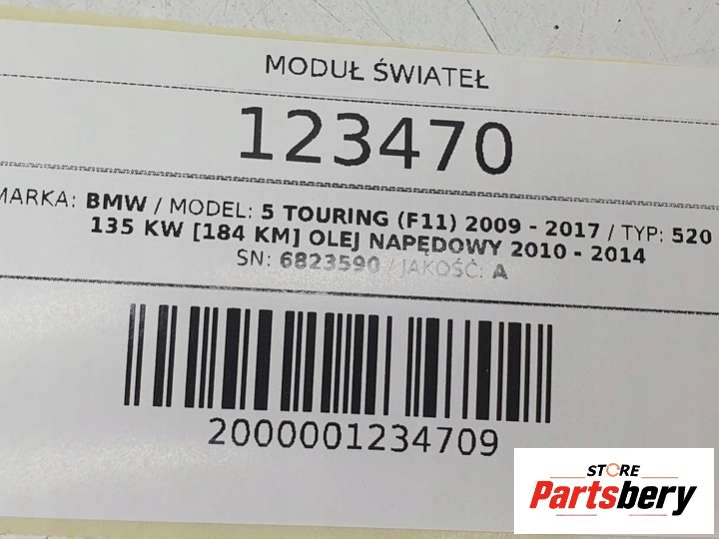 MODUŁ ŚWIATEŁ
123470
MARKA: BMW / MODEL: 5 TOURING (F11) 2009 - 2017 / TYP: 520
135 KW [184 KM] OLEJ NAPĘDOWY 2010 - 2014
SN: 6823590 / JAKOŚĆ: A
2000001234709
STORE
Partsbery